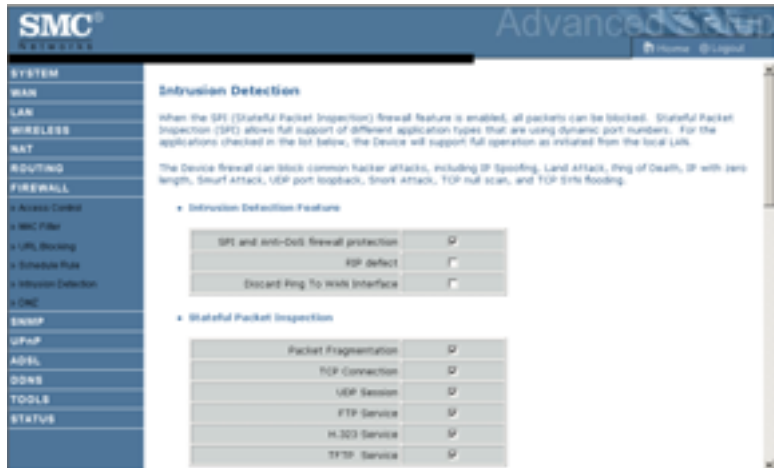 SMC®
Networks
Advanced Setup
Home Logout
SYSTEM
WAN
LAN
WIRELESS
NAT
ROUTING
FIREWALL
» Access Control
» MAC Filter
» URL Blocking
» Schedule Rule
» Intrusion Detection
» DMZ
SNMP
UPnP
ADSL
DDNS
TOOLS
STATUS
Intrusion Detection
When the SPI (Stateful Packet Inspection) firewall feature is enabled, all packets can be blocked. Stateful Packet
Inspection (SPI) allows full support of different application types that are using dynamic port numbers. For the
applications checked in the list below, the Device will support full operation as initiated from the local LAN.
The Device firewall can block common hacker attacks, including IP Spoofing, Land Attack, Ping of Death, IP with zero
length, Smurf Attack, UDP port loopback, Snork Attack, TCP null scan, and TCP SYN flooding.
• Intrusion Detection Feature
SPI and Anti-DoS firewall protection
RIP defect
Discard Ping To WAN Interface
• Stateful Packet Inspection
Packet Fragmentation
TCP Connection
UDP Session
FTP Service
H.323 Service
TFTP Service